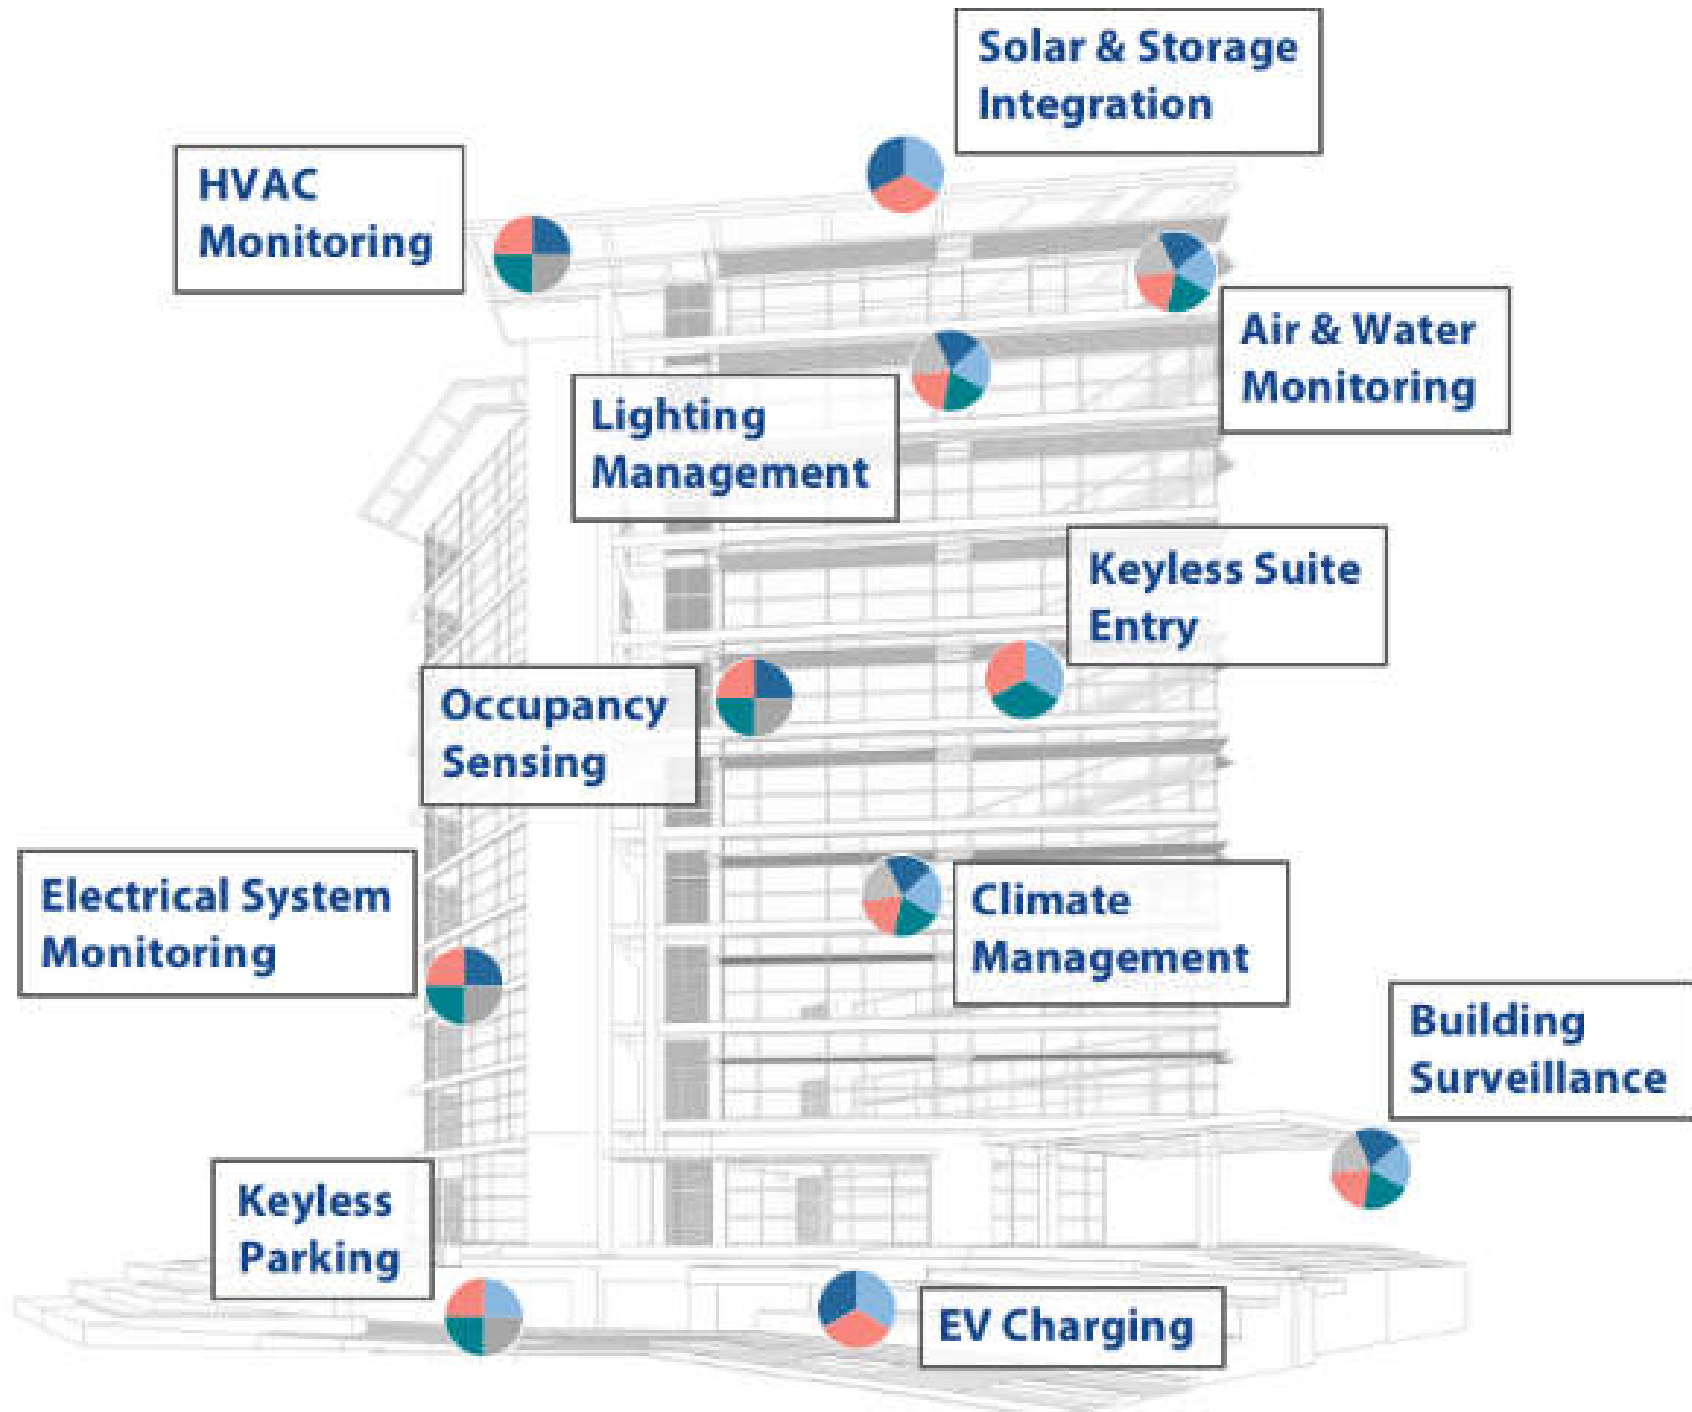 Solar & Storage
Integration
HVAC
Monitoring
Air & Water
Monitoring
Lighting
Management
Keyless Suite
Entry
Occupancy
Sensing
Electrical System
Monitoring
Climate
Management
Building
Surveillance
Keyless
Parking
EV Charging